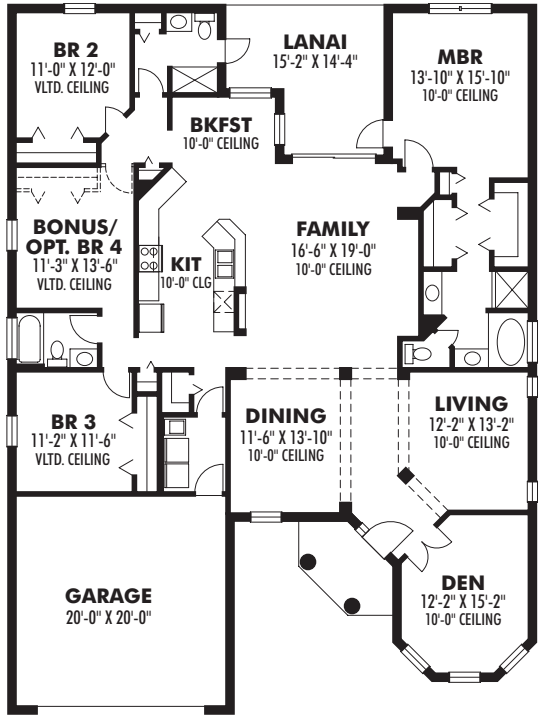 BR 2
11'-0" X 12'-0"
VLTD. CEILING
LANAI
15'-2" X 14'-4"
MBR
13'-10" X 15'-10"
10'-0" CEILING
BKFST
10'-0" CEILING
BONUS/
OPT. BR 4
11'-3" X 13'-6"
VLTD. CEILING
KIT
10'-0" CLG
FAMILY
16'-6" X 19'-0"
10'-0" CEILING
BR 3
11'-2" X 11'-6"
VLTD. CEILING
DINING
11'-6" X 13'-10"
10'-0" CEILING
LIVING
12'-2" X 13'-2"
10'-0" CEILING
GARAGE
20'-0" X 20'-0"
DEN
12'-2" X 15'-2"
10'-0" CEILING